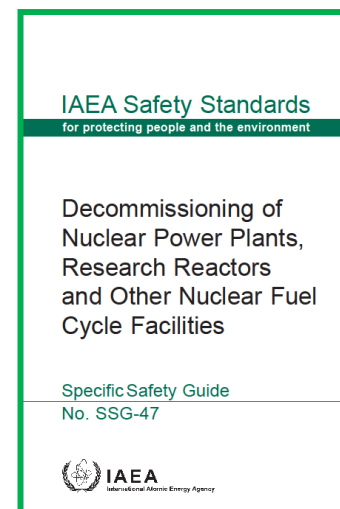 IAEA Safety Standards
for protecting people and the environment
Decommissioning of
Nuclear Power Plants,
Research Reactors
and Other Nuclear Fuel
Cycle Facilities
Specific Safety Guide
No. SSG-47
IAEA
International Atomic Energy Agency